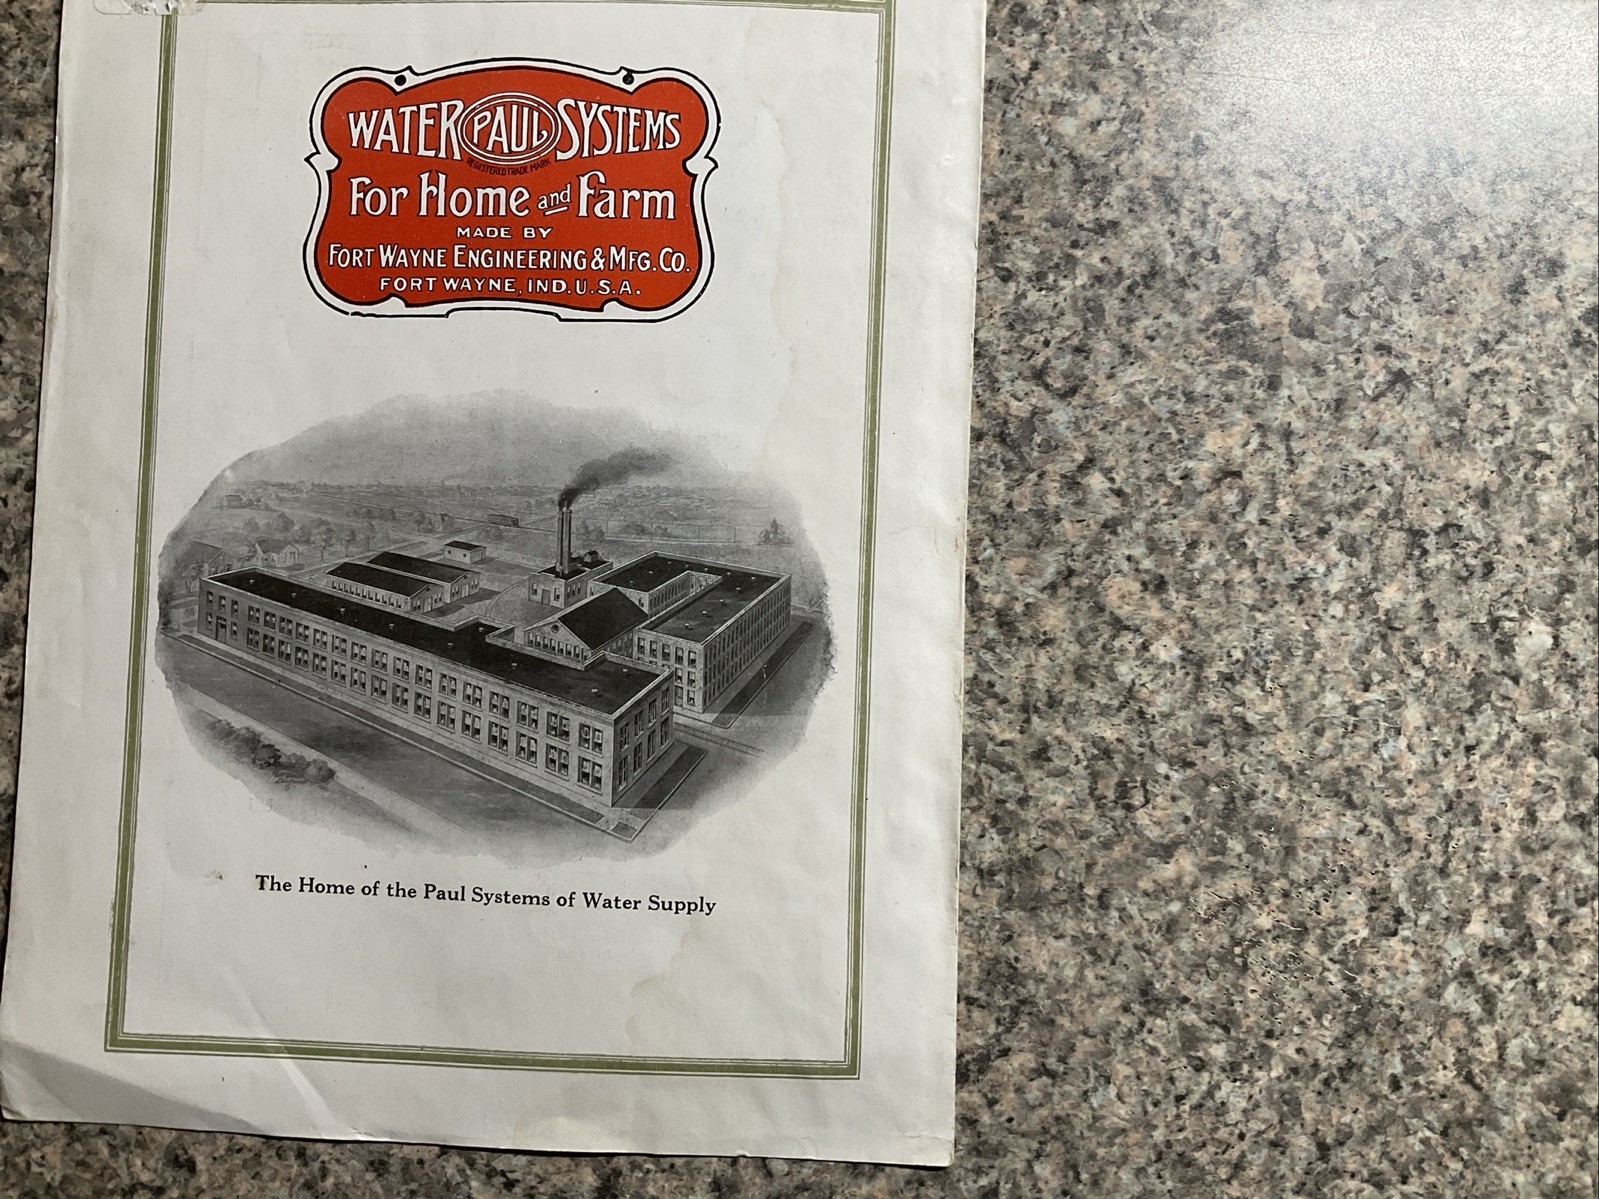 WATER PAUL SYSTEMS
REGISTERED TRADE MARK
For Home and Farm
MADE BY
FORT WAYNE ENGINEERING & MFG. CO.
FORT WAYNE, IND. U.S.A.
The Home of the Paul Systems of Water Supply